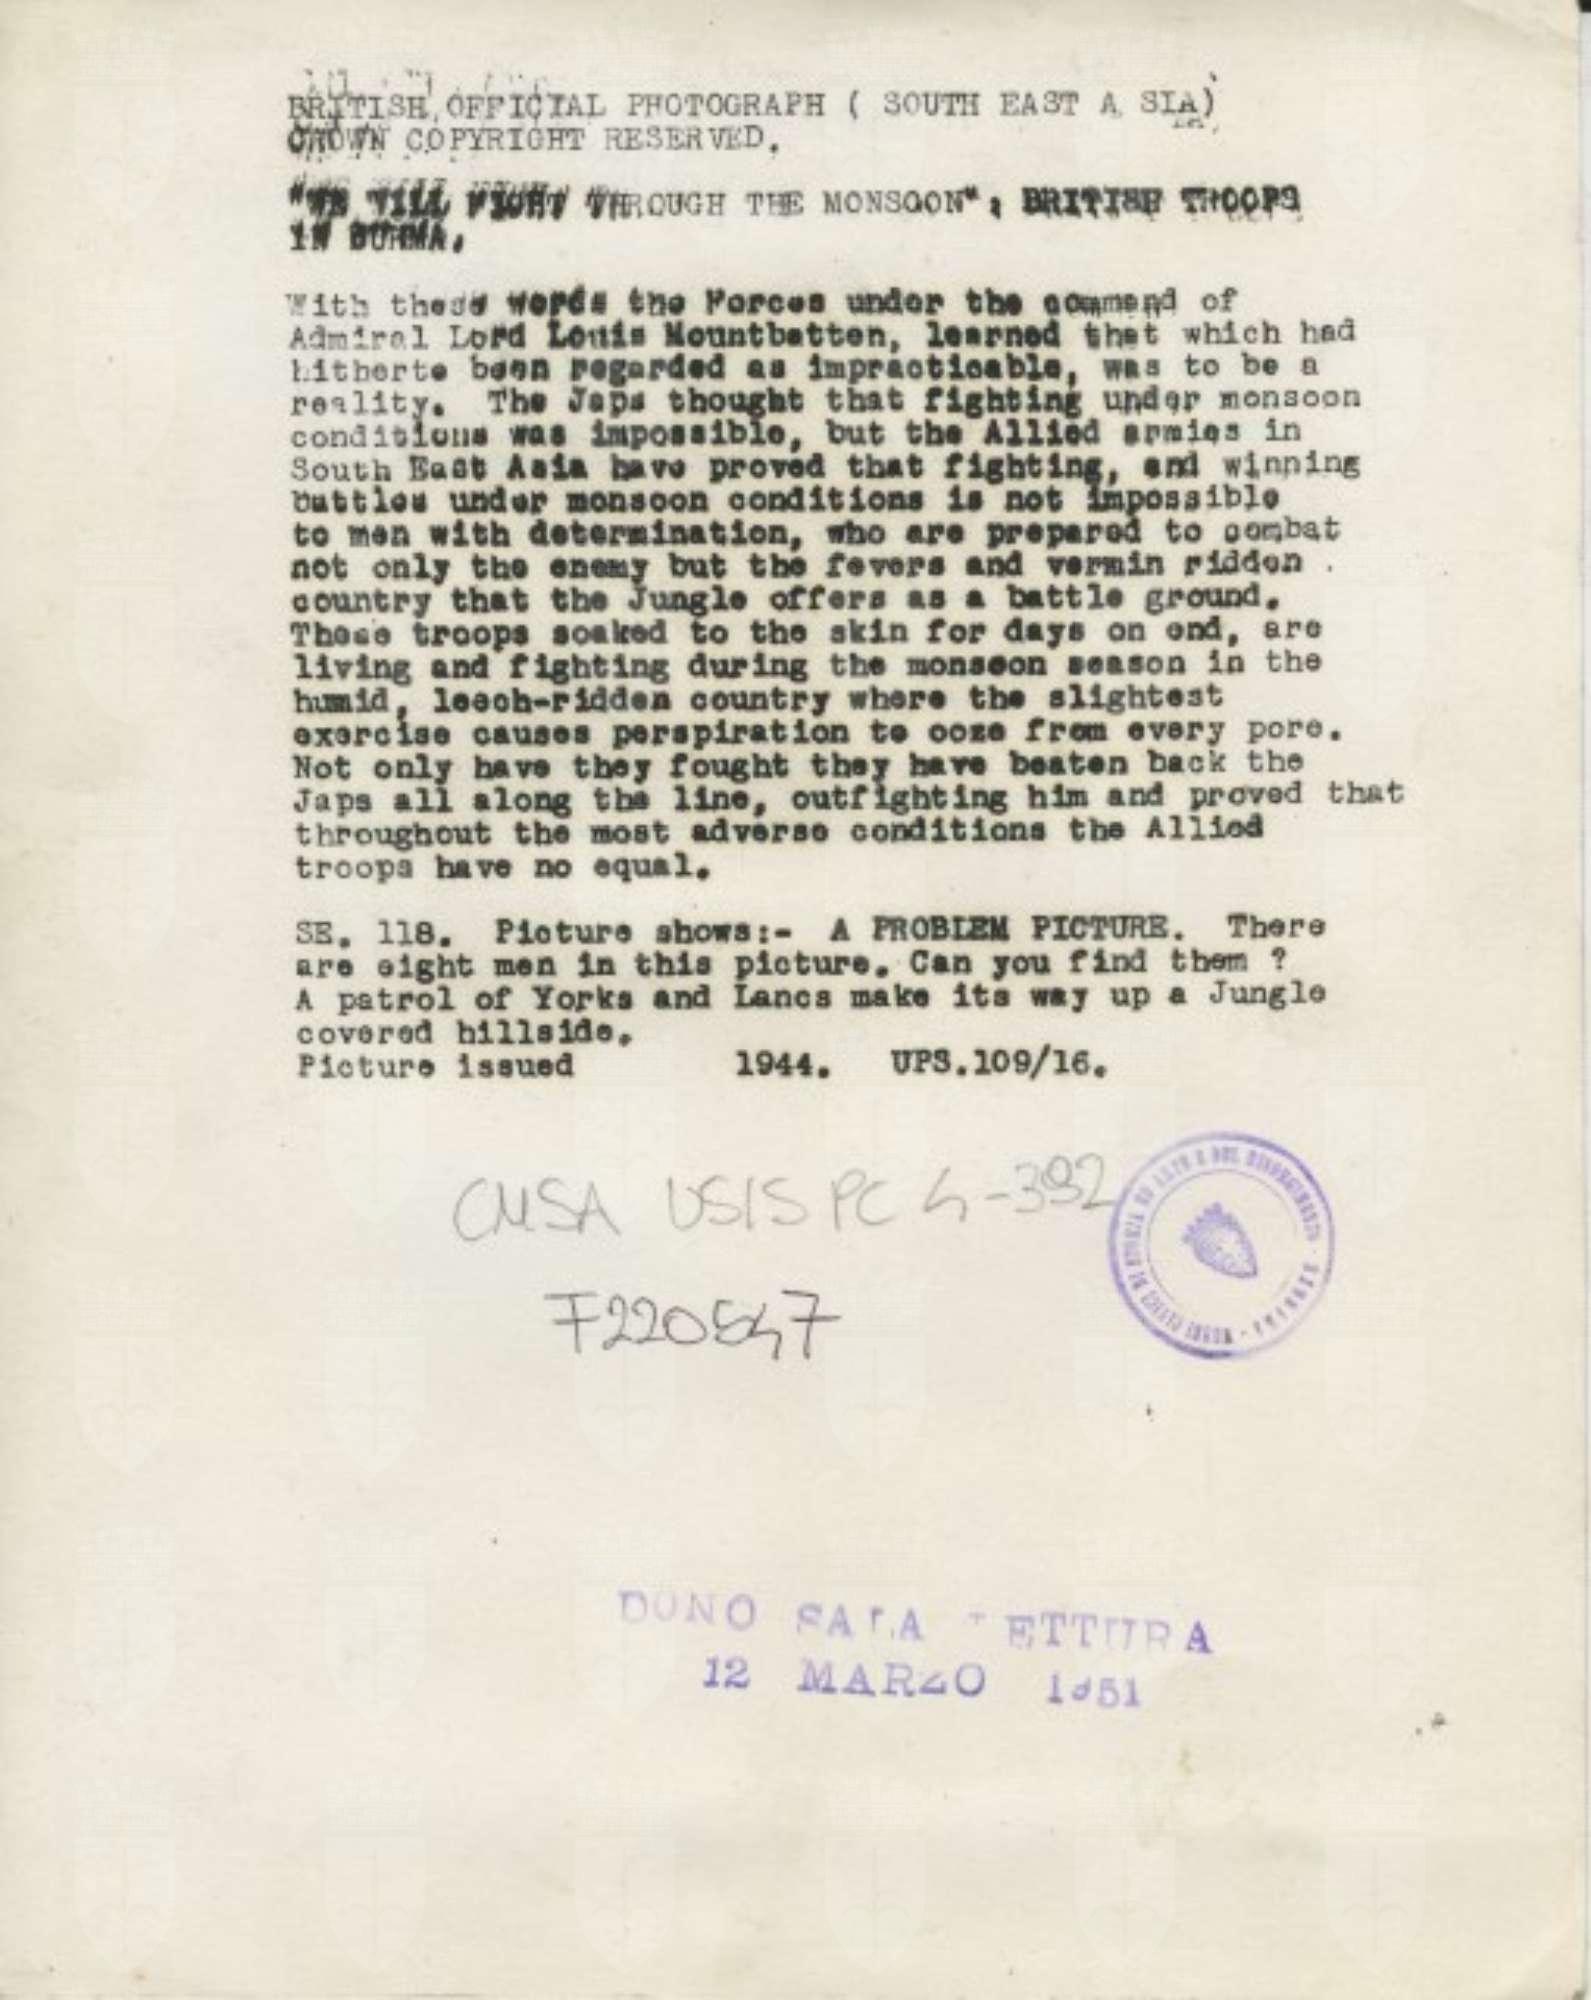 BRITISH OFFICIAL PHOTOGRAPH ( SOUTH EAST A SIA)
CROWN COPYRIGHT RESERVED.
"WE WILL FIGHT THROUGH THE MONSOON": BRITISH TROOPS
IN BURMA.
With these words the Forces under the command of
Admiral Lord Louis Mountbatten, learned that which had
hitherto been regarded as impracticable, was to be a
reality. The Japs thought that fighting under monsoon
conditions was impossible, but the Allied armies in
South East Asia have proved that fighting, and winning
battles under monsoon conditions is not impossible
to men with determination, who are prepared to combat
not only the enemy but the fevers and vermin ridden
country that the Jungle offers as a battle ground.
These troops soaked to the skin for days on end, are
living and fighting during the monsoon season in the
humid, leech-ridden country where the slightest
exercise causes perspiration to ooze from every pore.
Not only have they fought they have beaten back the
Japs all along the line, outfighting him and proved that
throughout the most adverse conditions the Allied
troops have no equal.
SE. 118. Picture shows:- A PROBLEM PICTURE. There
are eight men in this picture. Can you find them ?
A patrol of Yorks and Lancs make its way up a Jungle
covered hillside.
Picture issued 1944. UPS.109/16.
CMSA USIS PC 4-392
F220547
DONO SALA LETTURA
12 MARZO 1951